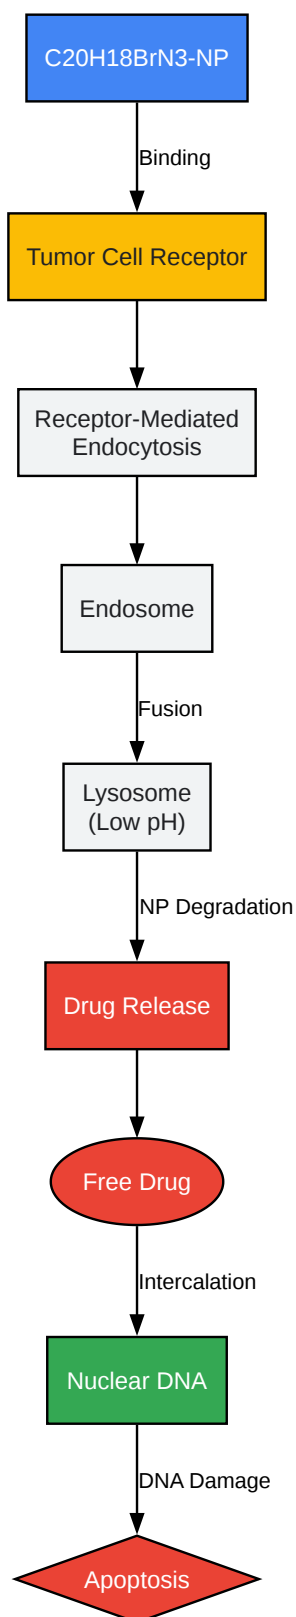 C20H18BrN3-NP
Binding
Tumor Cell Receptor
Receptor-Mediated
Endocytosis
Endosome
Fusion
Lysosome
(Low pH)
NP Degradation
Drug Release
Free Drug
Intercalation
Nuclear DNA
DNA Damage
Apoptosis